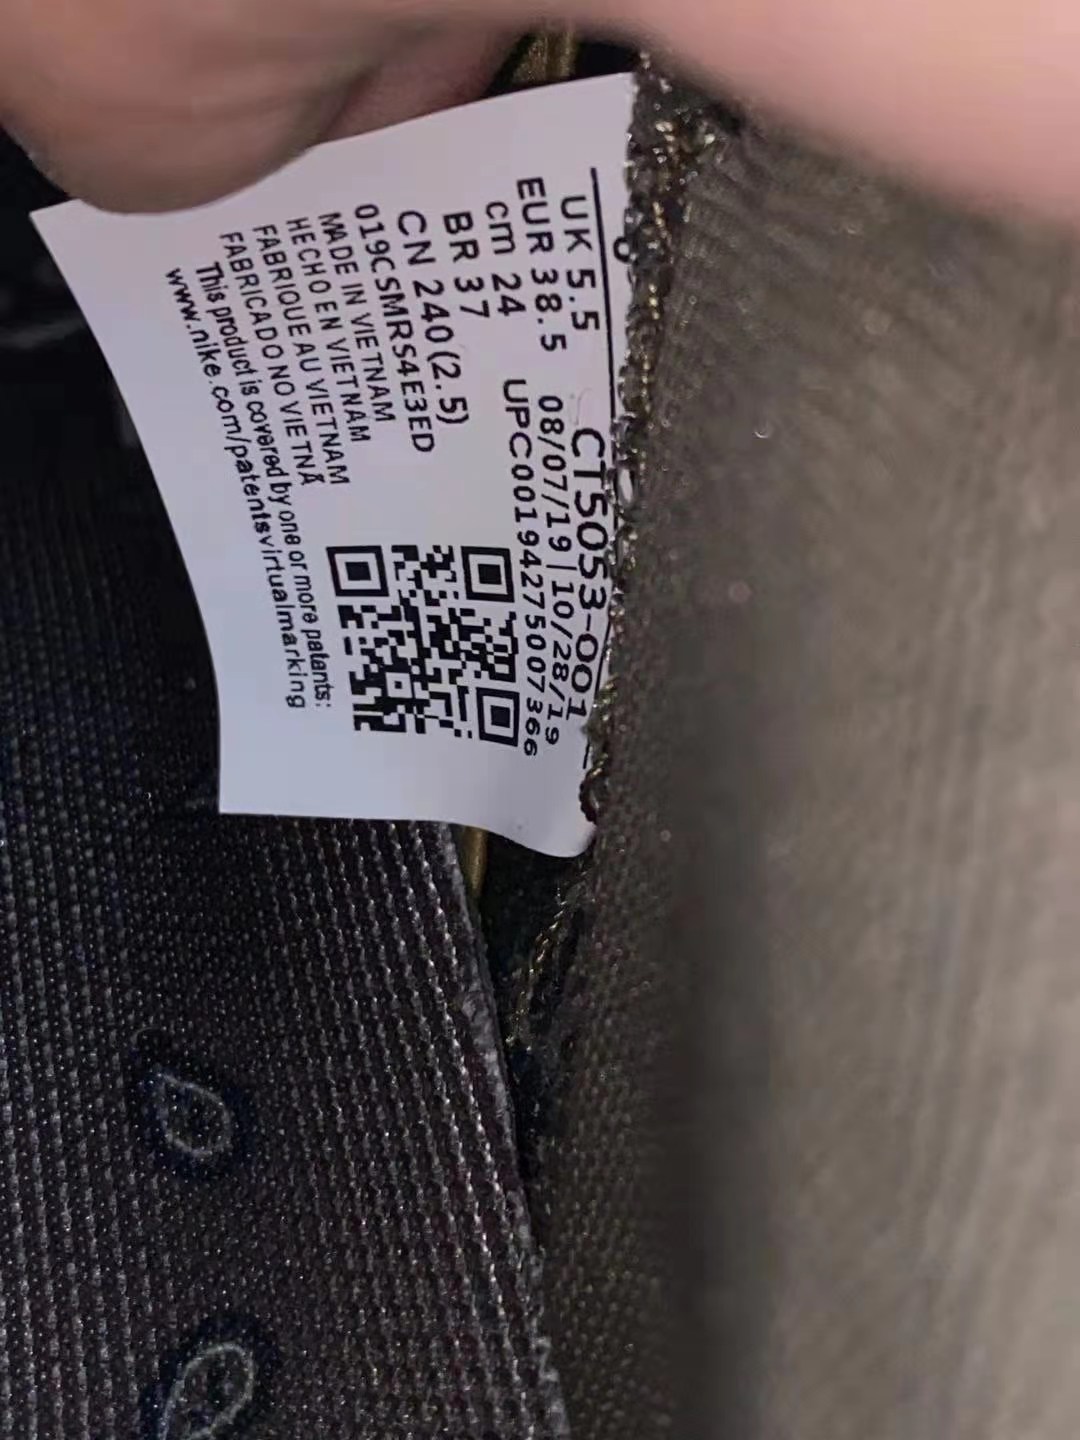 CT5053-001
UK 5.5
08/07/19|10/28/19
EUR 38.5
UPC00194275007366
cm 24
BR 37
CN 240(2.5)
019CSMRS4E3ED
MADE IN VIETNAM
HECHO EN VIETNAM
FABRIQUE AU VIETNAM
FABRICADO NO VIETNÃ
This product is covered by one or more patents:
www.nike.com/patentsvirtualmarking